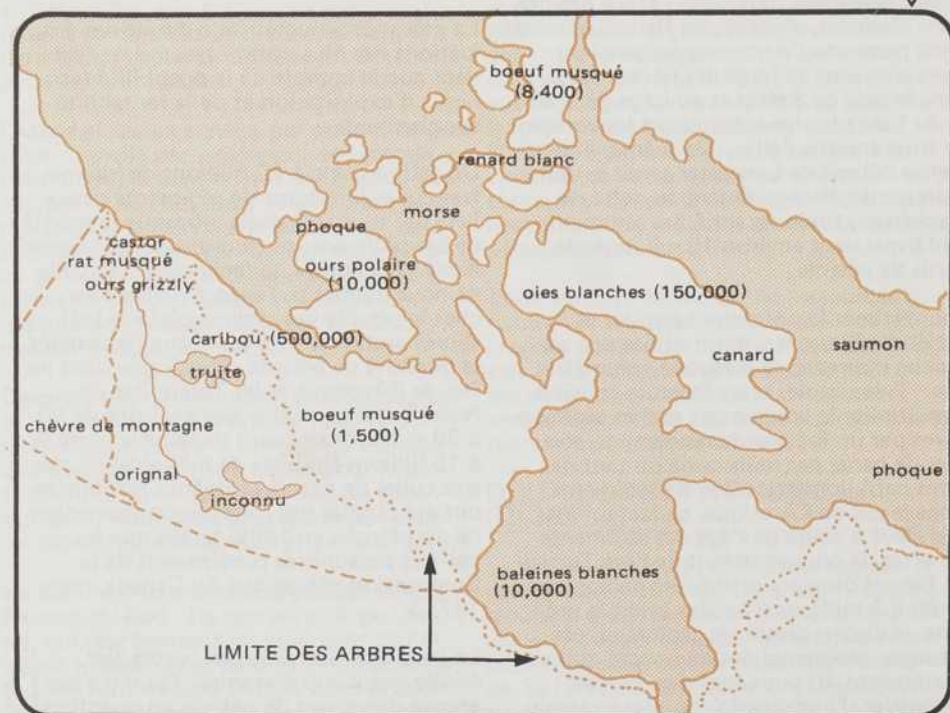 boeuf musqué
(8,400)
renard blanc
morse
phoque
castor
rat musqué
ours grizzly
ours polaire
(10,000)
oies blanches (150,000)
caribou (500,000)
truite
canard
saumon
boeuf musqué
(1,500)
chèvre de montagne
orignal
inconnu
phoque
baleines blanches
(10,000)
LIMITE DES ARBRES